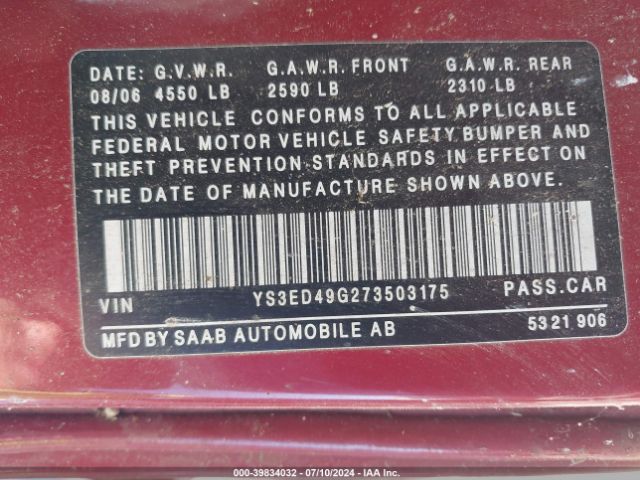 DATE: G.V.W.R. G.A.W.R. FRONT G.A.W.R. REAR
08/06 4550 LB 2590 LB 2310 LB
THIS VEHICLE CONFORMS TO ALL APPLICABLE
FEDERAL MOTOR VEHICLE SAFETY,BUMPER AND
THEFT PREVENTION STANDARDS IN EFFECT ON
THE DATE OF MANUFACTURE SHOWN ABOVE.
VIN YS3ED49G273503175 PASS.CAR
MFD BY SAAB AUTOMOBILE AB 5321906
000-39834032 - 07/10/2024 - IAA Inc.